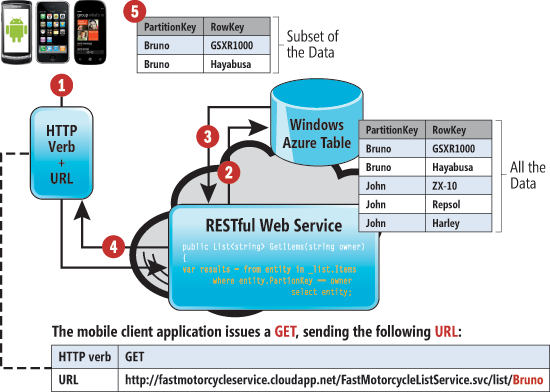 5
PartitionKey RowKey
Bruno GSXR1000
Bruno Hayabusa
Subset of
the Data
1
HTTP
Verb
+
URL
3
Windows
Azure Table
2
PartitionKey RowKey
Bruno GSXR1000
Bruno Hayabusa
John ZX-10
John Repsol
John Harley
All the
Data
4
RESTful Web Service
public List<string> GetItems(string owner)
{
var results = from entity in _list.Items
where entity.PartionKey == owner
select entity;
The mobile client application issues a GET, sending the following URL:
HTTP verb GET
URL http://fastmotorcycleservice.cloudapp.net/FastMotorcycleListService.svc/list/Bruno